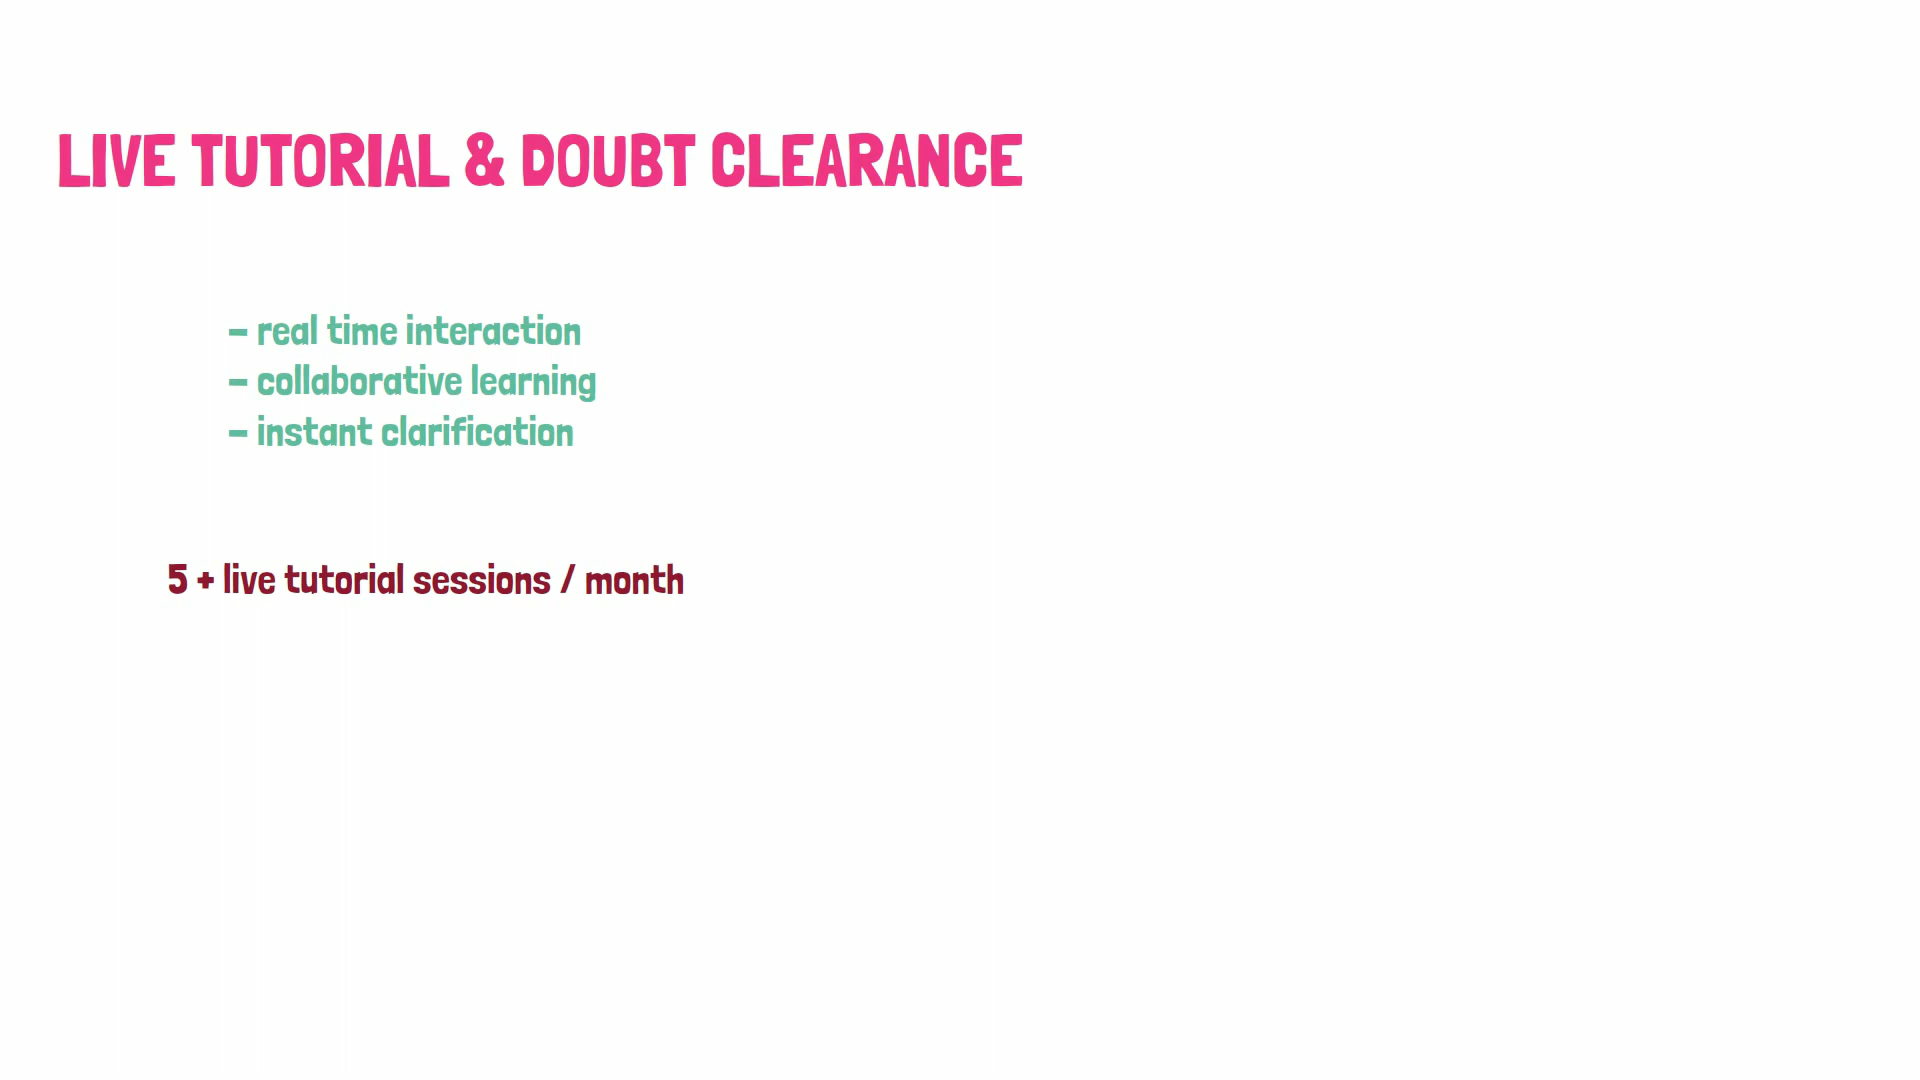 LIVE TUTORIAL & DOUBT CLEARANCE
- real time interaction
- collaborative learning
- instant clarification
5 + live tutorial sessions / month